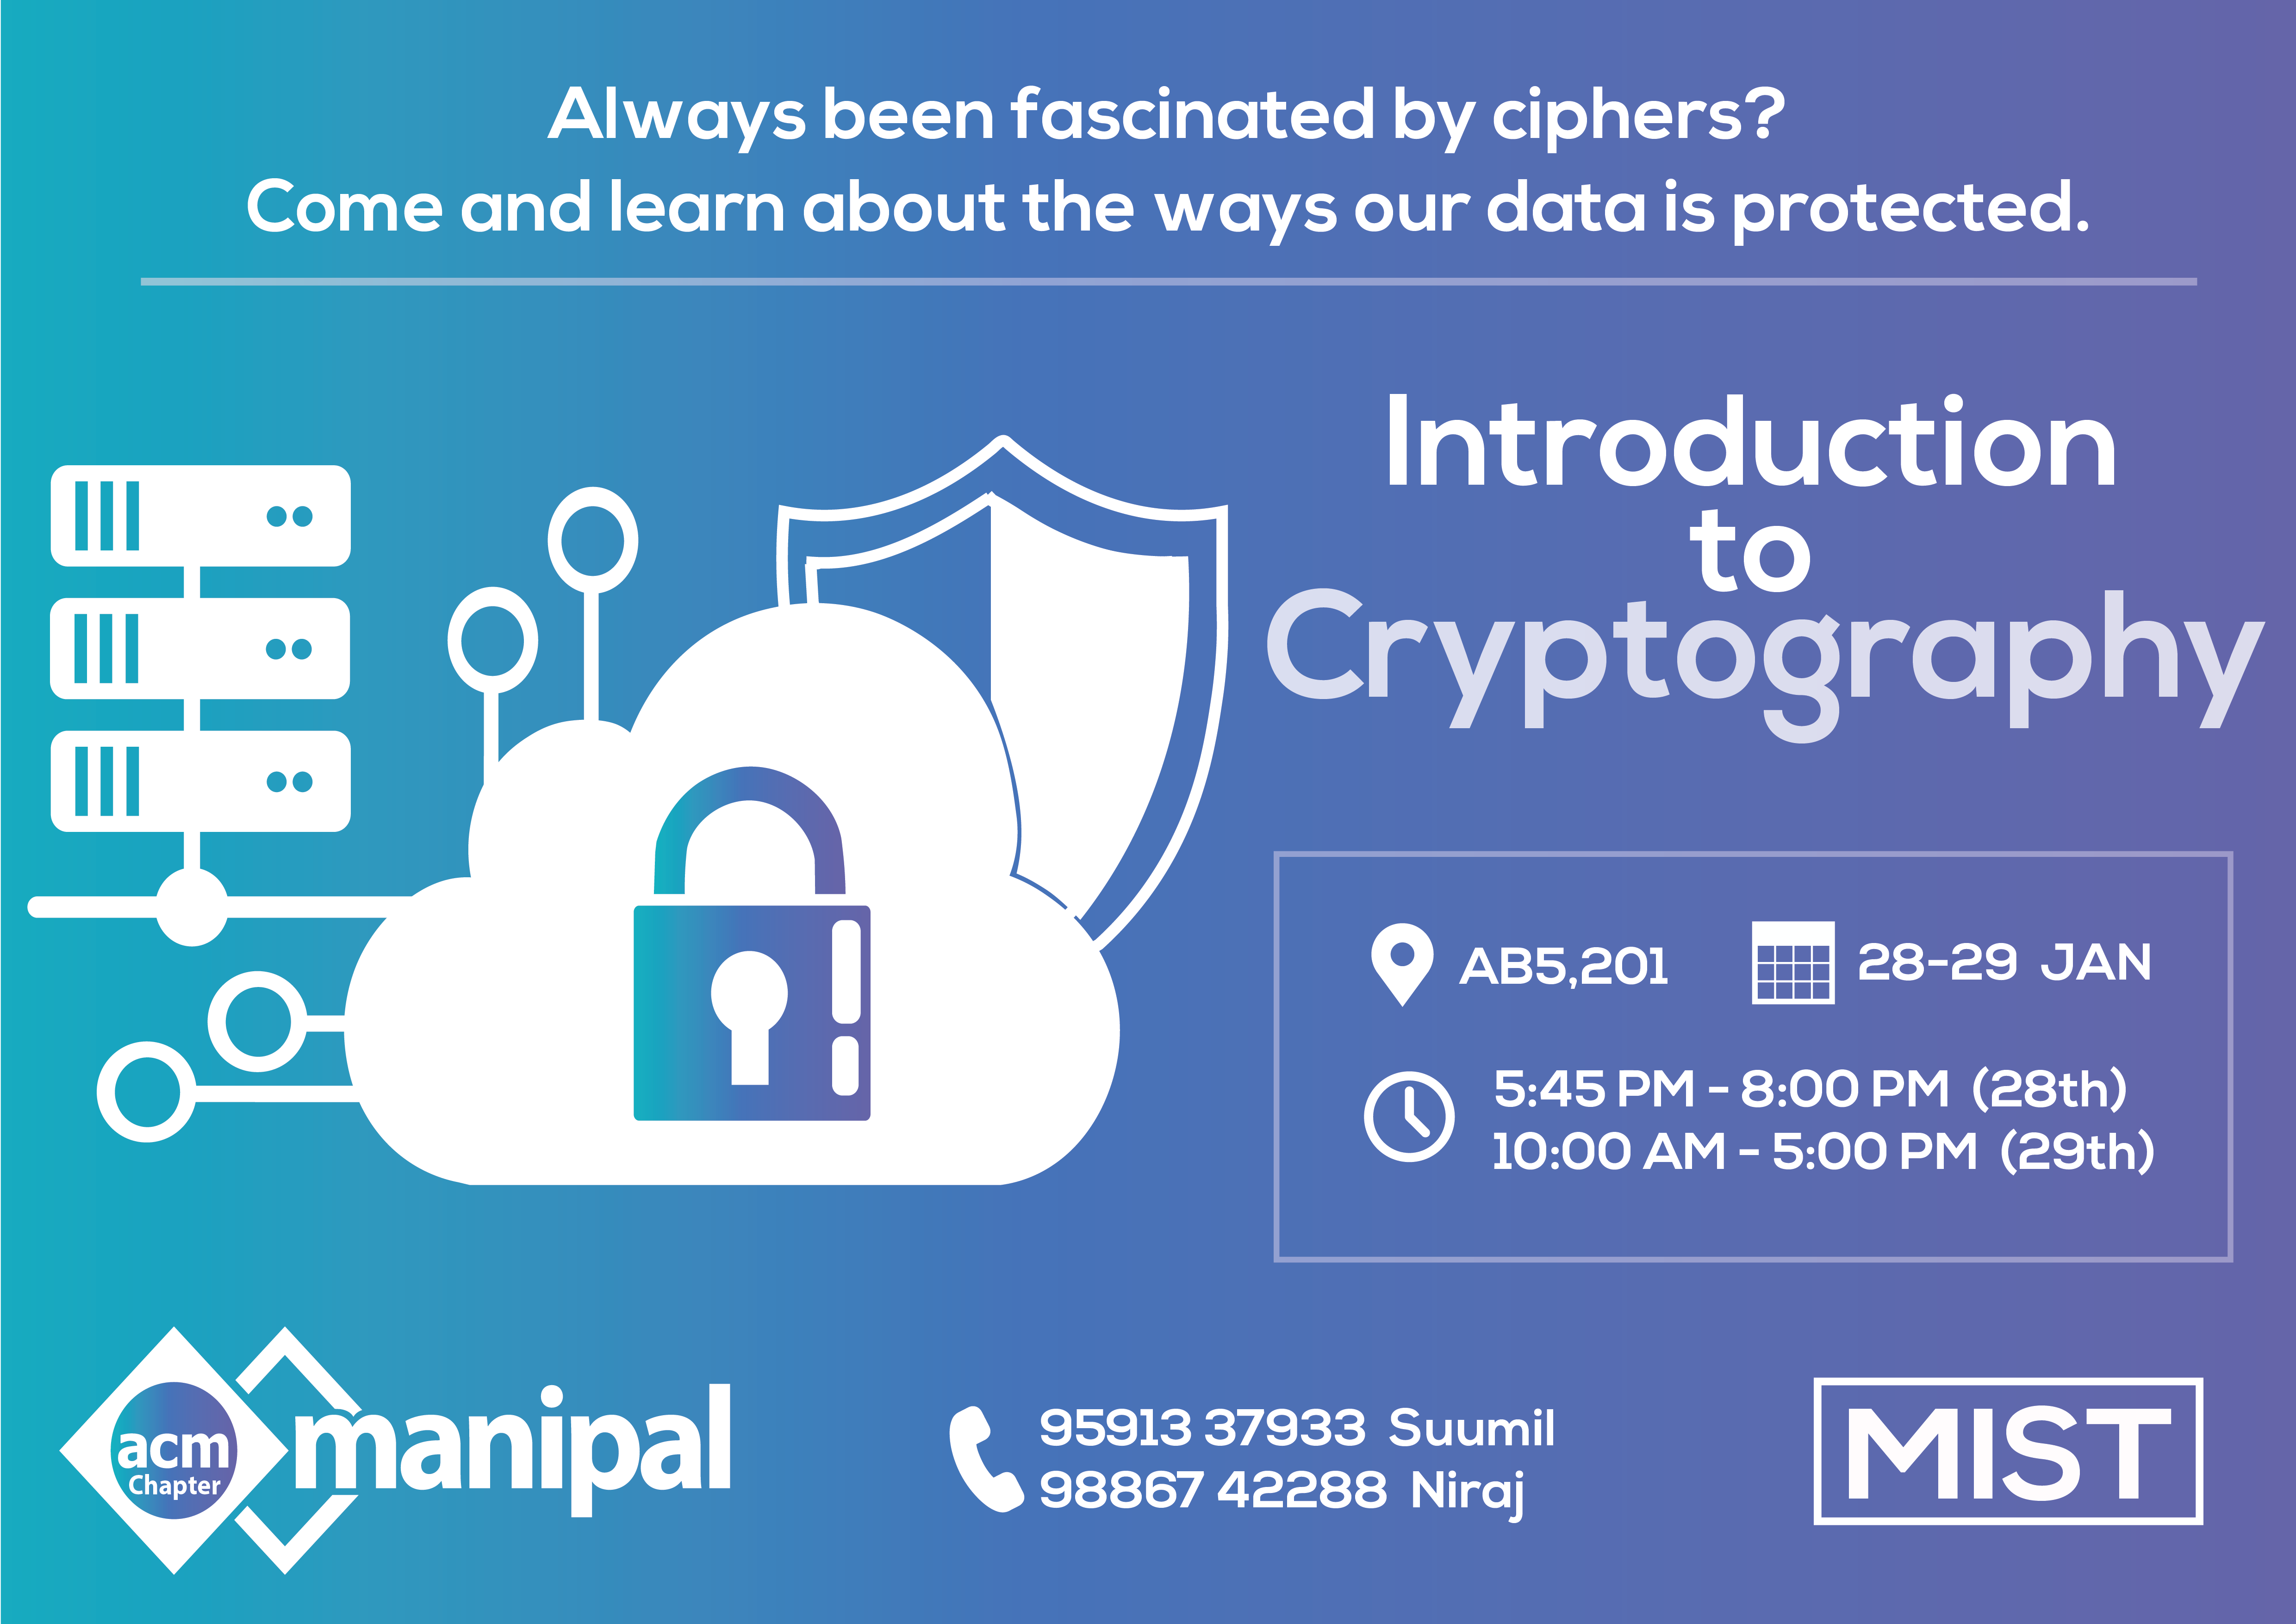 Always been fascinated by ciphers?
Come and learn about the ways our data is protected.
Introduction
to
Cryptography
AB5,201
28-29 JAN
5:45 PM - 8:00 PM (28th)
10:00 AM - 5:00 PM (29th)
acm
Chapter
manipal
95913 37933 Suumil
98867 42288 Niraj
MIST